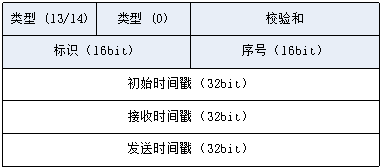 类型（13/14） 类型（0） 校验和
标识（16bit） 序号（16bit）
初始时间戳（32bit）
接收时间戳（32bit）
发送时间戳（32bit）